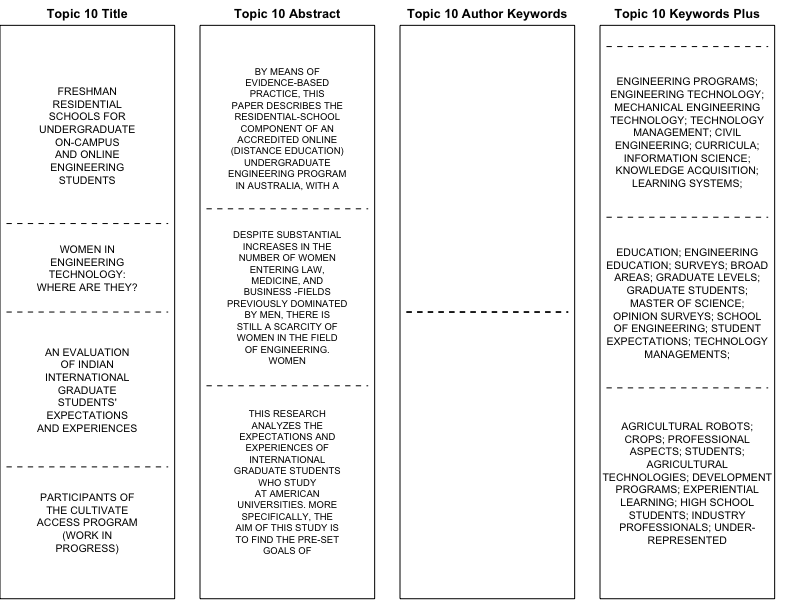 Topic 10 Title
FRESHMAN
RESIDENTIAL
SCHOOLS FOR
UNDERGRADUATE
ON-CAMPUS
AND ONLINE
ENGINEERING
STUDENTS
WOMEN IN
ENGINEERING
TECHNOLOGY:
WHERE ARE THEY?
AN EVALUATION
OF INDIAN
INTERNATIONAL
GRADUATE
STUDENTS'
EXPECTATIONS
AND EXPERIENCES
PARTICIPANTS OF
THE CULTIVATE
ACCESS PROGRAM
(WORK IN
PROGRESS)
Topic 10 Abstract
BY MEANS OF
EVIDENCE-BASED
PRACTICE, THIS
PAPER DESCRIBES THE
RESIDENTIAL-SCHOOL
COMPONENT OF AN
ACCREDITED ONLINE
(DISTANCE EDUCATION)
UNDERGRADUATE
ENGINEERING PROGRAM
IN AUSTRALIA, WITH A
DESPITE SUBSTANTIAL
INCREASES IN THE
NUMBER OF WOMEN
ENTERING LAW,
MEDICINE, AND
BUSINESS -FIELDS
PREVIOUSLY DOMINATED
BY MEN, THERE IS
STILL A SCARCITY OF
WOMEN IN THE FIELD
OF ENGINEERING.
WOMEN
THIS RESEARCH
ANALYZES THE
EXPECTATIONS AND
EXPERIENCES OF
INTERNATIONAL
GRADUATE STUDENTS
WHO STUDY
AT AMERICAN
UNIVERSITIES. MORE
SPECIFICALLY, THE
AIM OF THIS STUDY IS
TO FIND THE PRE-SET
GOALS OF
Topic 10 Author Keywords
Topic 10 Keywords Plus
ENGINEERING PROGRAMS;
ENGINEERING TECHNOLOGY;
MECHANICAL ENGINEERING
TECHNOLOGY; TECHNOLOGY
MANAGEMENT; CIVIL
ENGINEERING; CURRICULA;
INFORMATION SCIENCE;
KNOWLEDGE ACQUISITION;
LEARNING SYSTEMS;
EDUCATION; ENGINEERING
EDUCATION; SURVEYS; BROAD
AREAS; GRADUATE LEVELS;
GRADUATE STUDENTS;
MASTER OF SCIENCE;
OPINION SURVEYS; SCHOOL
OF ENGINEERING; STUDENT
EXPECTATIONS; TECHNOLOGY
MANAGEMENTS;
AGRICULTURAL ROBOTS;
CROPS; PROFESSIONAL
ASPECTS; STUDENTS;
AGRICULTURAL
TECHNOLOGIES; DEVELOPMENT
PROGRAMS; EXPERIENTIAL
LEARNING; HIGH SCHOOL
STUDENTS; INDUSTRY
PROFESSIONALS; UNDER-
REPRESENTED